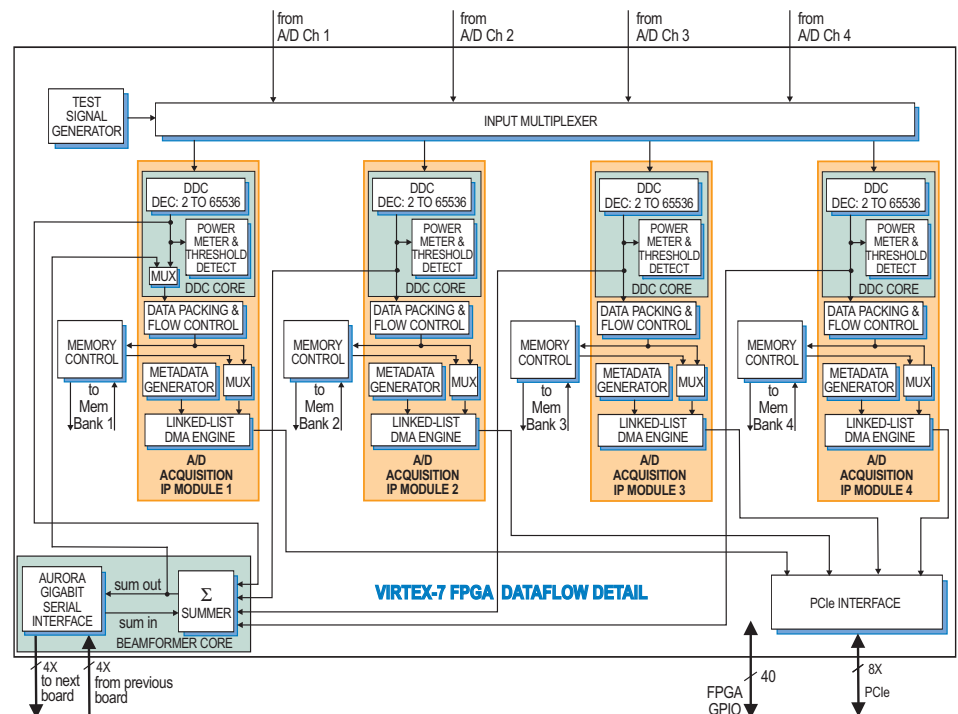 from
A/D Ch 1
from
A/D Ch 2
from
A/D Ch 3
from
A/D Ch 4
TEST
SIGNAL
GENERATOR
INPUT MULTIPLEXER
DDC
DEC: 2 TO 65536
POWER
METER &
THRESHOLD
DETECT
MUX
DDC CORE
DATA PACKING &
FLOW CONTROL
MEMORY
CONTROL
METADATA
GENERATOR
MUX
to
Mem
Bank 1
LINKED-LIST
DMA ENGINE
A/D
ACQUISITION
IP MODULE 1
DDC
DEC: 2 TO 65536
POWER
METER &
THRESHOLD
DETECT
DDC CORE
DATA PACKING &
FLOW CONTROL
MEMORY
CONTROL
METADATA
GENERATOR
MUX
to
Mem
Bank 2
LINKED-LIST
DMA ENGINE
A/D
ACQUISITION
IP MODULE 2
DDC
DEC: 2 TO 65536
POWER
METER &
THRESHOLD
DETECT
DDC CORE
DATA PACKING &
FLOW CONTROL
MEMORY
CONTROL
METADATA
GENERATOR
MUX
to
Mem
Bank 3
LINKED-LIST
DMA ENGINE
A/D
ACQUISITION
IP MODULE 3
DDC
DEC: 2 TO 65536
POWER
METER &
THRESHOLD
DETECT
DDC CORE
DATA PACKING &
FLOW CONTROL
MEMORY
CONTROL
METADATA
GENERATOR
MUX
to
Mem
Bank 4
LINKED-LIST
DMA ENGINE
A/D
ACQUISITION
IP MODULE 4
AURORA
GIGABIT
SERIAL
INTERFACE
sum out
sum in
Σ
SUMMER
BEAMFORMER CORE
VIRTEX-7 FPGA DATAFLOW DETAIL
PCIe INTERFACE
4X
to next
board
4X
from previous
board
40
FPGA
GPIO
8X
PCIe